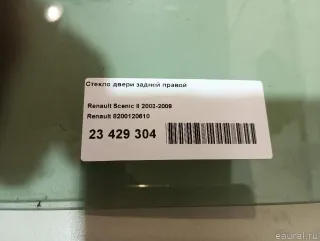 Стекло двери задней правой
Renault Scenic II 2003-2009
Renault 8200120610
23 429 304
eaural.ru